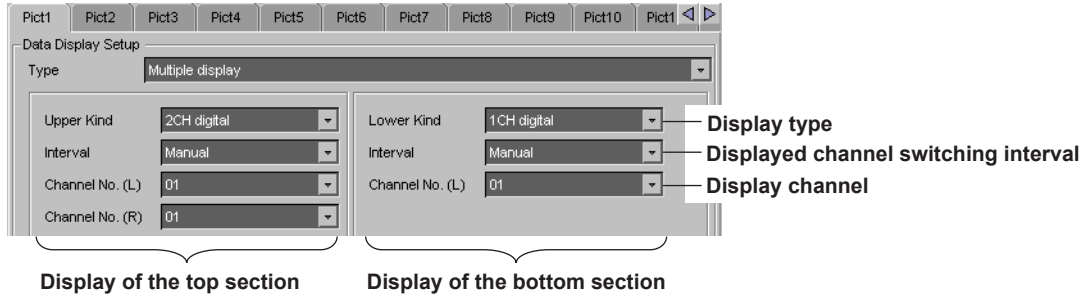 Pict1 Pict2 Pict3 Pict4 Pict5 Pict6 Pict7 Pict8 Pict9 Pict10 Pict1
Data Display Setup
Type Multiple display
Upper Kind 2CH digital Lower Kind 1CH digital Display type
Interval Manual Interval Manual Displayed channel switching interval
Channel No. (L) 01 Channel No. (L) 01 Display channel
Channel No. (R) 01
Display of the top section Display of the bottom section